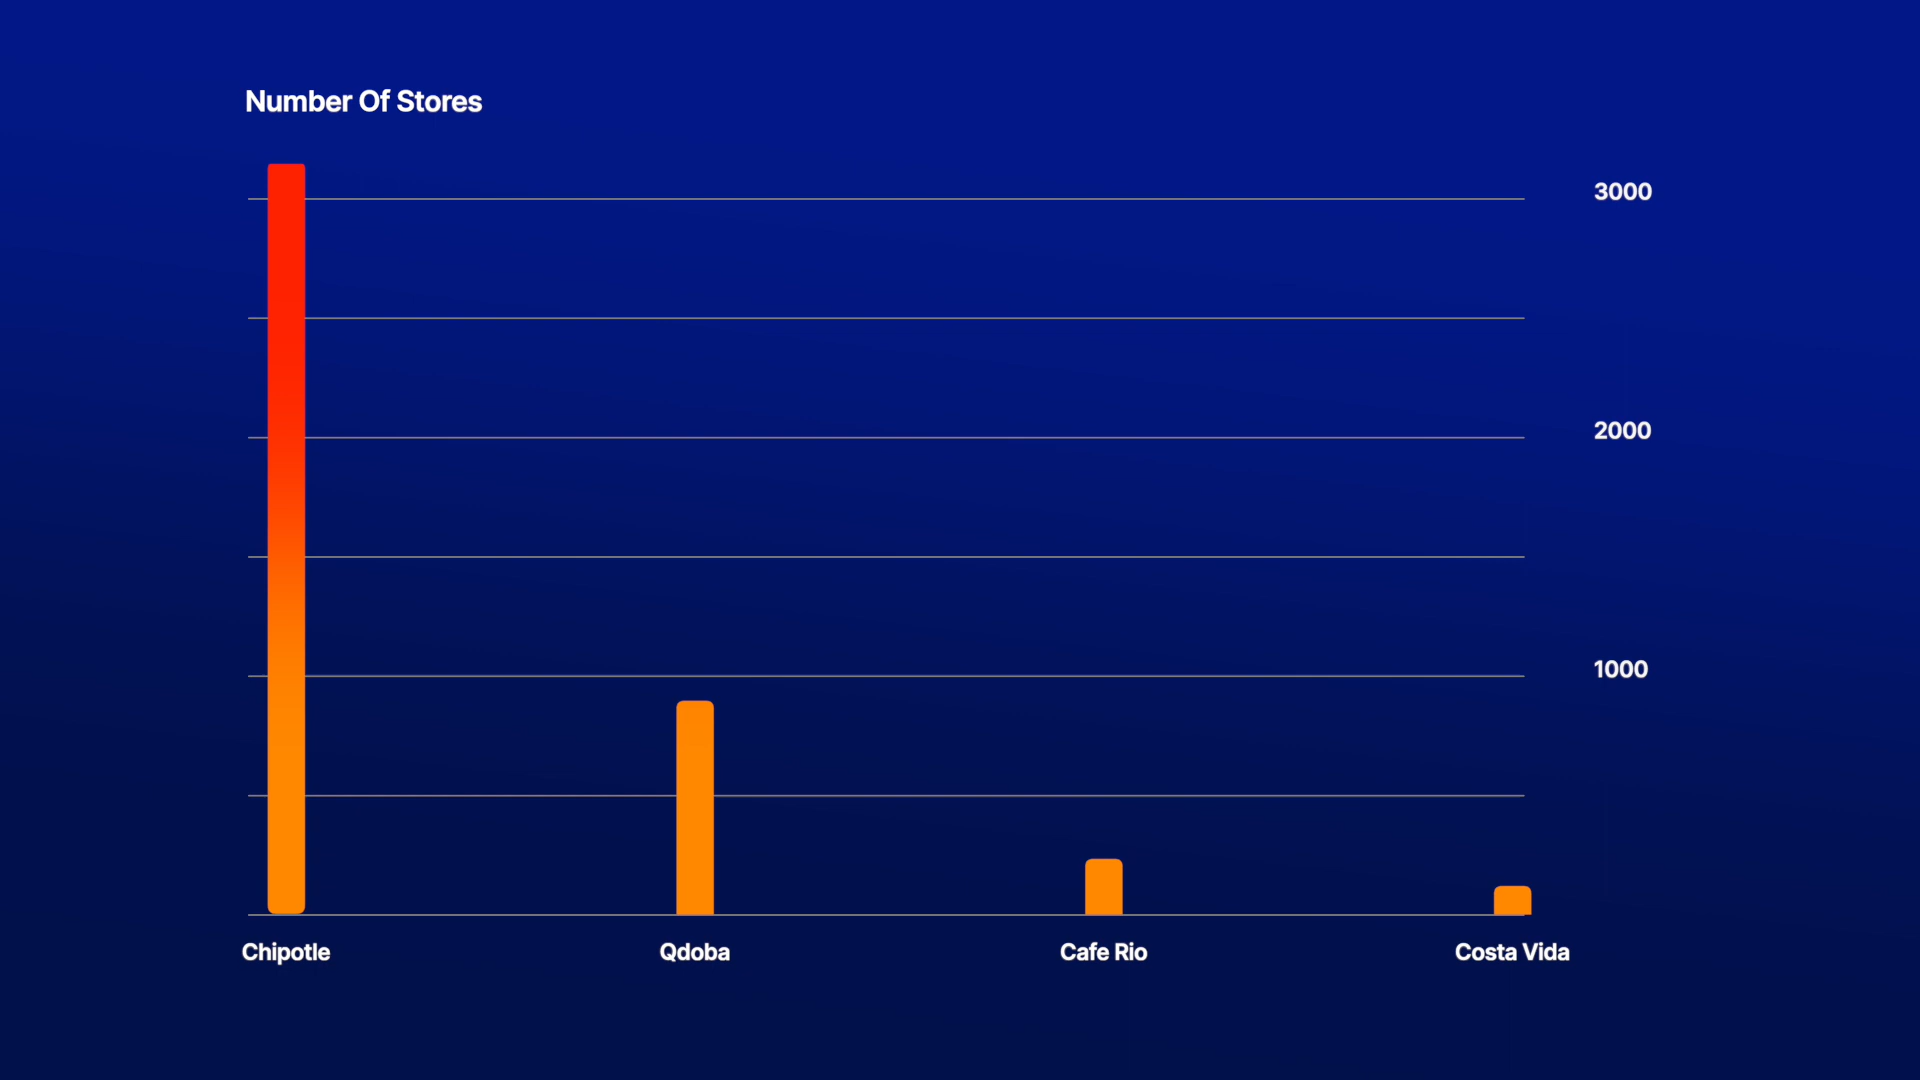 Number Of Stores
3000
2000
1000
Chipotle
Qdoba
Cafe Rio
Costa Vida